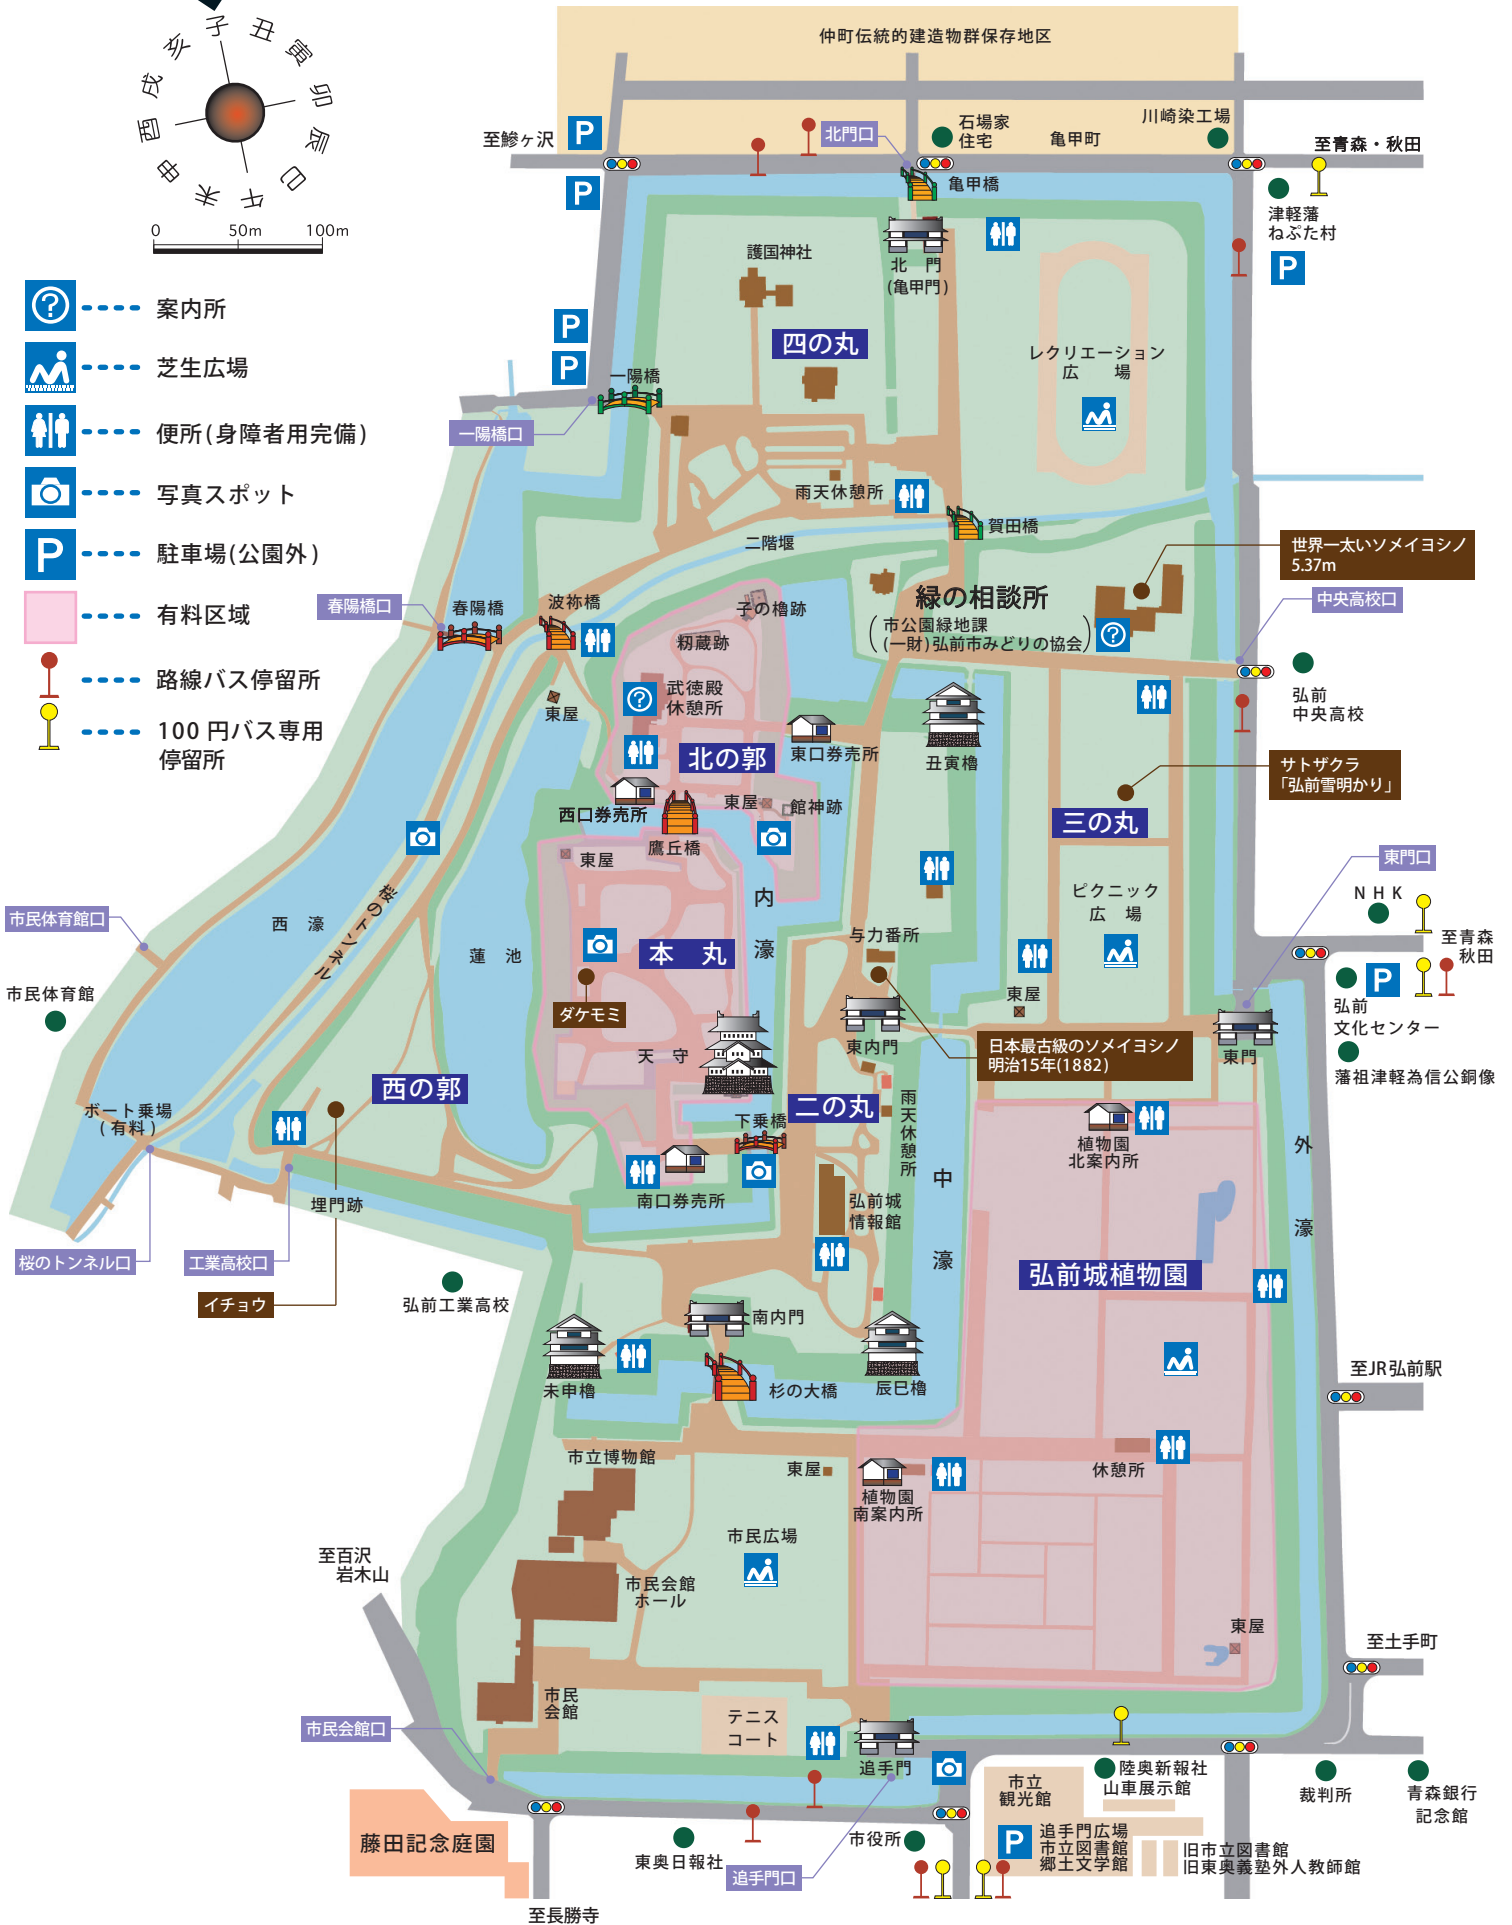 仲町伝統的建造物群保存地区
子
丑
寅
卯
辰
巳
午
未
申
酉
戌
亥
0 50m 100m
案内所
芝生広場
便所(身障者用完備)
写真スポット
P
駐車場(公園外)
有料区域
路線バス停留所
100円バス専用
停留所
至鰺ヶ沢
P
P
北門口
石場家
住宅
亀甲町
川崎染工場
至青森・秋田
亀甲橋
津軽藩
ねぷた村
P
護国神社
北 門
(亀甲門)
四の丸
レクリエーション
広 場
P
P
一陽橋
一陽橋口
雨天休憩所
賀田橋
二階堰
世界一太いソメイヨシノ
5.37m
中央高校口
緑の相談所
(市公園緑地課
(一財)弘前市みどりの協会)
春陽橋口
春陽橋
波祢橋
子の櫓跡
籾蔵跡
武徳殿
休憩所
東屋
北の郭
東口券売所
丑寅櫓
弘前
中央高校
サトザクラ
「弘前雪明かり」
西口券売所
東屋
館神跡
三の丸
鷹丘橋
東屋
東門口
NHK
内
濠
ピクニック
広 場
桜のトンネル
市民体育館口
西 濠
蓮 池
本 丸
与力番所
至青森
秋田
市民体育館
東屋
P
弘前
文化センター
ダケモミ
東内門
日本最古級のソメイヨシノ
明治15年(1882)
東門
天 守
藩祖津軽為信公銅像
西の郭
二の丸
雨天休憩所
ボート乗場
(有料)
下乗橋
植物園
北案内所
外
濠
中
濠
埋門跡
南口券売所
弘前城
情報館
桜のトンネル口
工業高校口
弘前城植物園
イチョウ
弘前工業高校
南内門
未申櫓
杉の大橋
辰巳櫓
至JR弘前駅
市立博物館
東屋
植物園
南案内所
休憩所
市民広場
至百沢
岩木山
市民会館
ホール
東屋
至土手町
市民
会館
テニス
コート
市民会館口
追手門
陸奥新報社
山車展示館
市立
観光館
裁判所
青森銀行
記念館
藤田記念庭園
東奥日報社
市役所
P
追手門広場
市立図書館
郷土文学館
旧市立図書館
旧東奥義塾外人教師館
追手門口
至長勝寺